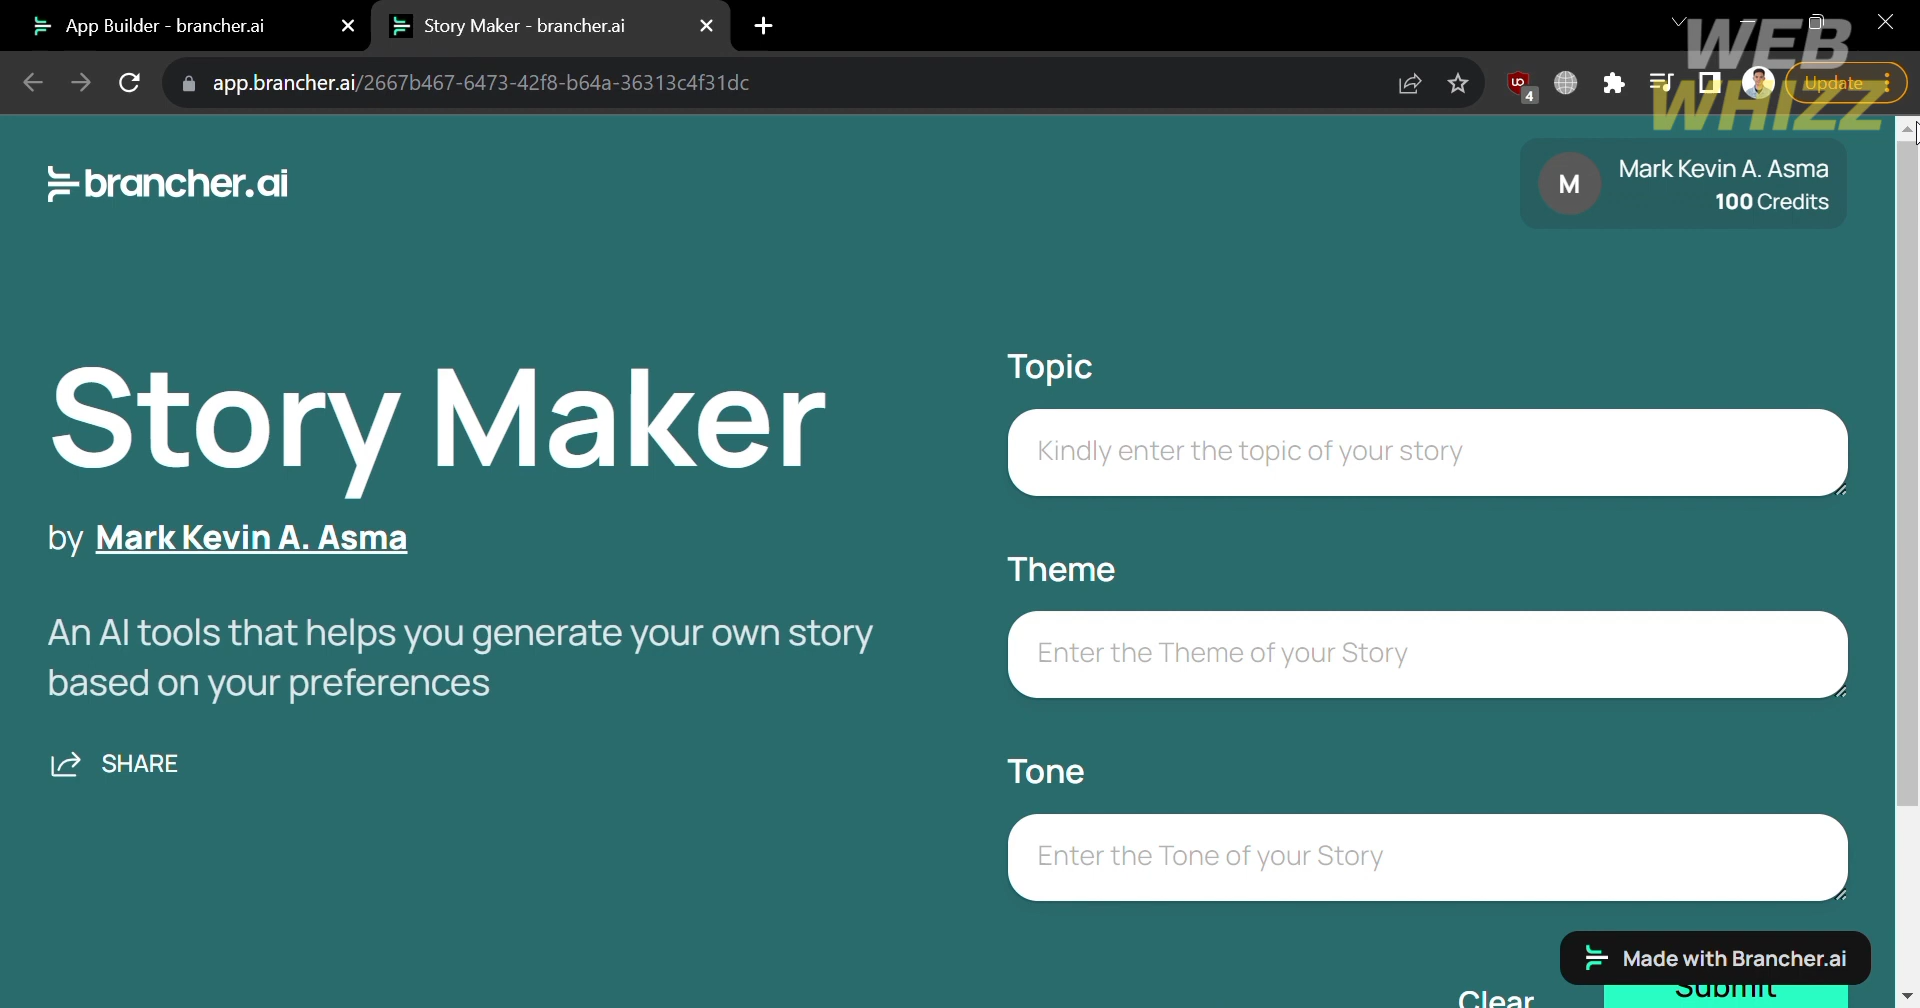 App Builder - brancher.ai
Story Maker - brancher.ai
WEB
WHIZZ
app.brancher.ai/2667b467-6473-42f8-b64a-36313c4f31dc
4
Update
brancher.ai
M
Mark Kevin A. Asma
100 Credits
Story Maker
by Mark Kevin A. Asma
An AI tools that helps you generate your own story
based on your preferences
SHARE
Topic
Kindly enter the topic of your story
Theme
Enter the Theme of your Story
Tone
Enter the Tone of your Story
Made with Brancher.ai
Clear
Submit